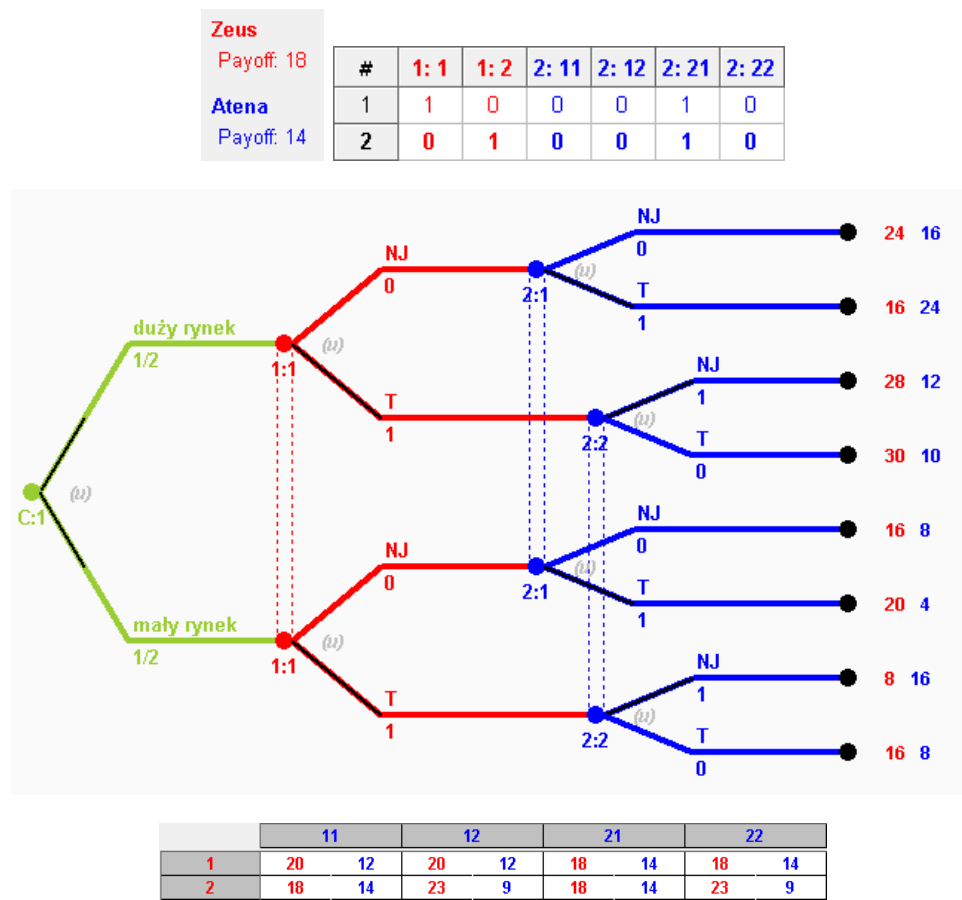 Zeus
Payoff: 18
Atena
Payoff: 14
# 1: 1 1: 2 2: 11 2: 12 2: 21 2: 22
1 1 0 0 0 1 0
2 0 1 0 0 1 0
NJ
24 16
0
NJ
(u)
0
2:1
T
16 24
1
duży rynek
1/2
(u)
1:1
NJ
28 12
1
T
(u)
1
2:2
T
30 10
0
(u)
C:1
NJ
16 8
0
NJ
(u)
0
2:1
T
20 4
1
mały rynek
1/2
(u)
1:1
NJ
8 16
1
T
(u)
1
2:2
T
16 8
0
11 12 21 22
1 20 12 20 12 18 14 18 14
2 18 14 23 9 18 14 23 9